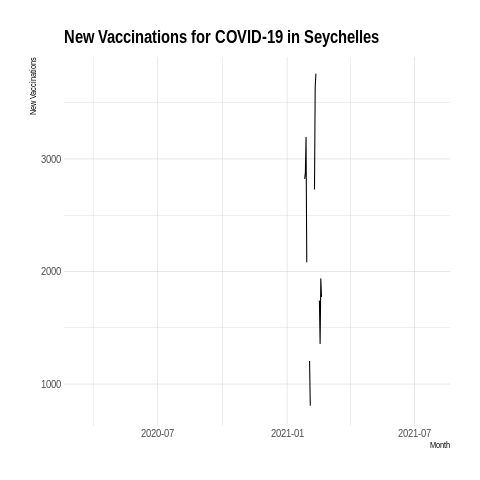 New Vaccinations for COVID-19 in Seychelles
New Vaccinations
3000
2000
1000
2020-07
2021-01
2021-07
Month